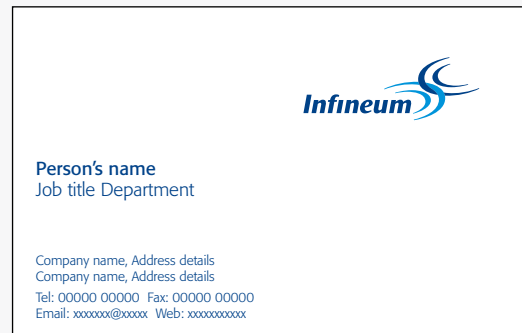 Infineum
Person's name
Job title Department
Company name, Address details
Company name, Address details
Tel: 00000 00000 Fax: 00000 00000
Email: xxxxxxx@xxxxx Web: xxxxxxxxxxx